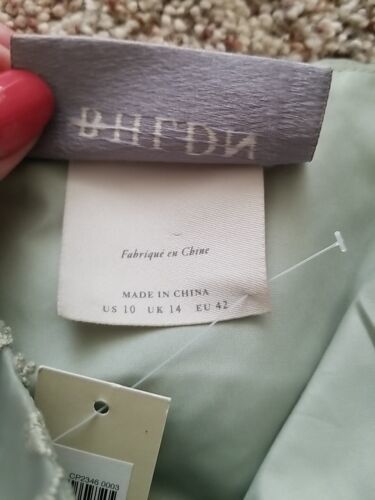 BHLDN
Fabriqué en Chine
MADE IN CHINA
US 10 UK 14 EU 42
CP2346 0003